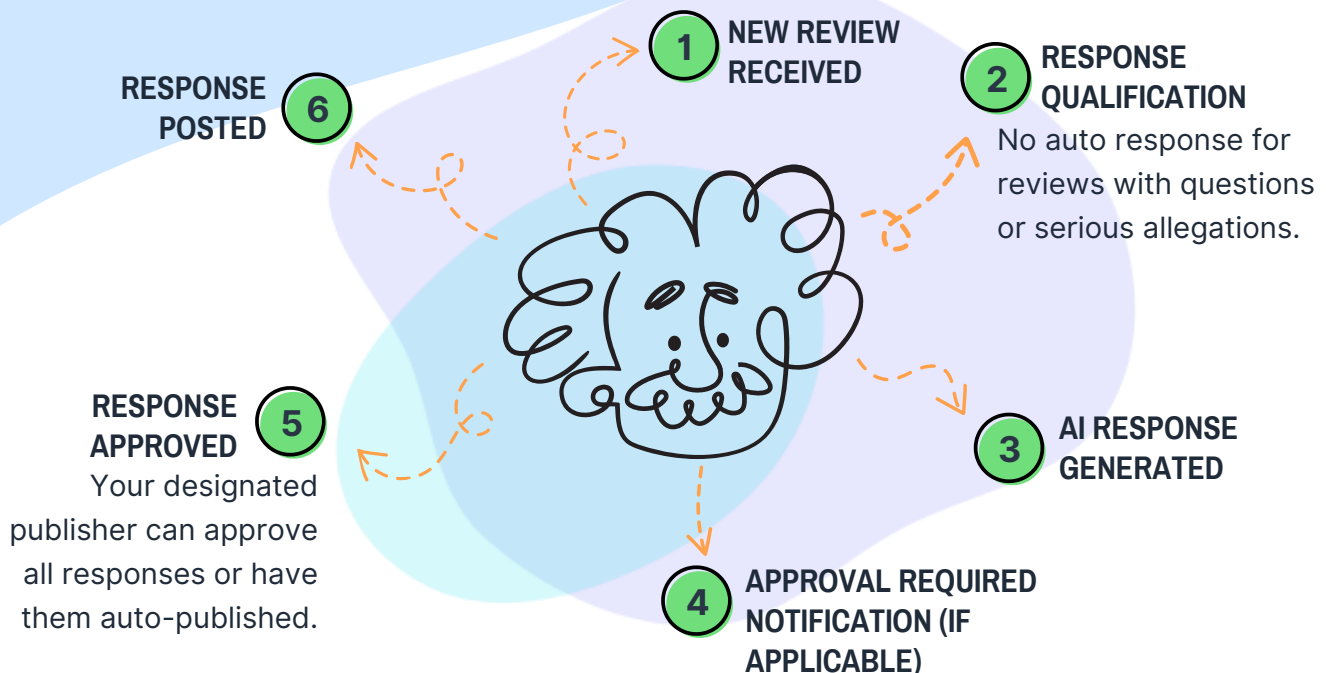 1
NEW REVIEW
RECEIVED
2
RESPONSE
QUALIFICATION
No auto response for
reviews with questions
or serious allegations.
3
AI RESPONSE
GENERATED
4
APPROVAL REQUIRED
NOTIFICATION (IF
APPLICABLE)
5
RESPONSE
APPROVED
Your designated
publisher can approve
all responses or have
them auto-published.
6
RESPONSE
POSTED